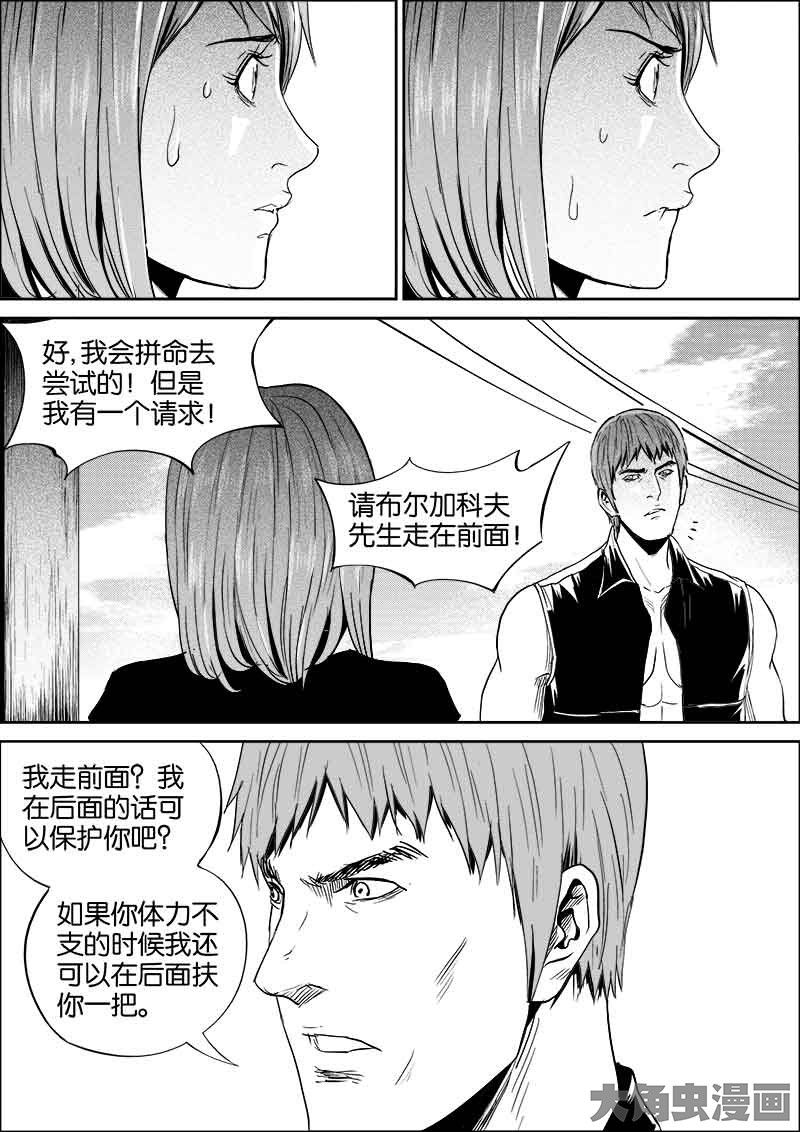 好，我会拼命去
尝试的！但是
我有一个请求！
请布尔加科夫
先生走在前面！
我走前面？我
在后面的话可
以保护你吧？
如果你体力不
支的时候我还
可以在后面扶
你一把。
大角虫漫画